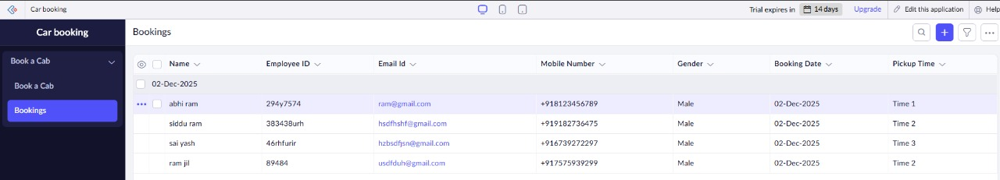 Car booking
Trial expires in 14 days Upgrade Edit this application Help
Car booking
Book a Cab
Book a Cab
Bookings
Bookings
Name Employee ID Email Id Mobile Number Gender Booking Date Pickup Time
02-Dec-2025
abhi ram 294y7574 ram@gmail.com +918123456789 Male 02-Dec-2025 Time 1
siddu ram 383438urh hsdfhshf@gmail.com +919182736475 Male 02-Dec-2025 Time 2
sai yash 46rhfurir hzbsdfjsn@gmail.com +916739272297 Male 02-Dec-2025 Time 3
ram jil 89484 usdfduh@gmail.com +917575939299 Male 02-Dec-2025 Time 2